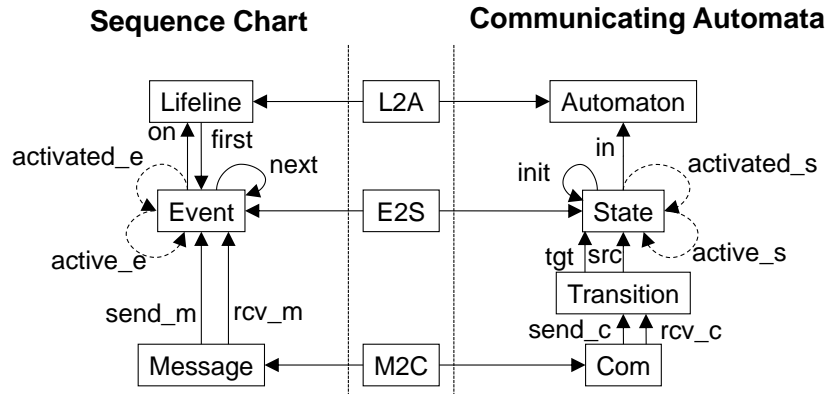 Sequence Chart
Communicating Automata
Lifeline
L2A
Automaton
on
first
in
activated_e
activated_s
next
init
Event
E2S
State
active_e
active_s
tgt
src
Transition
send_m
rcv_m
send_c
rcv_c
Message
M2C
Com